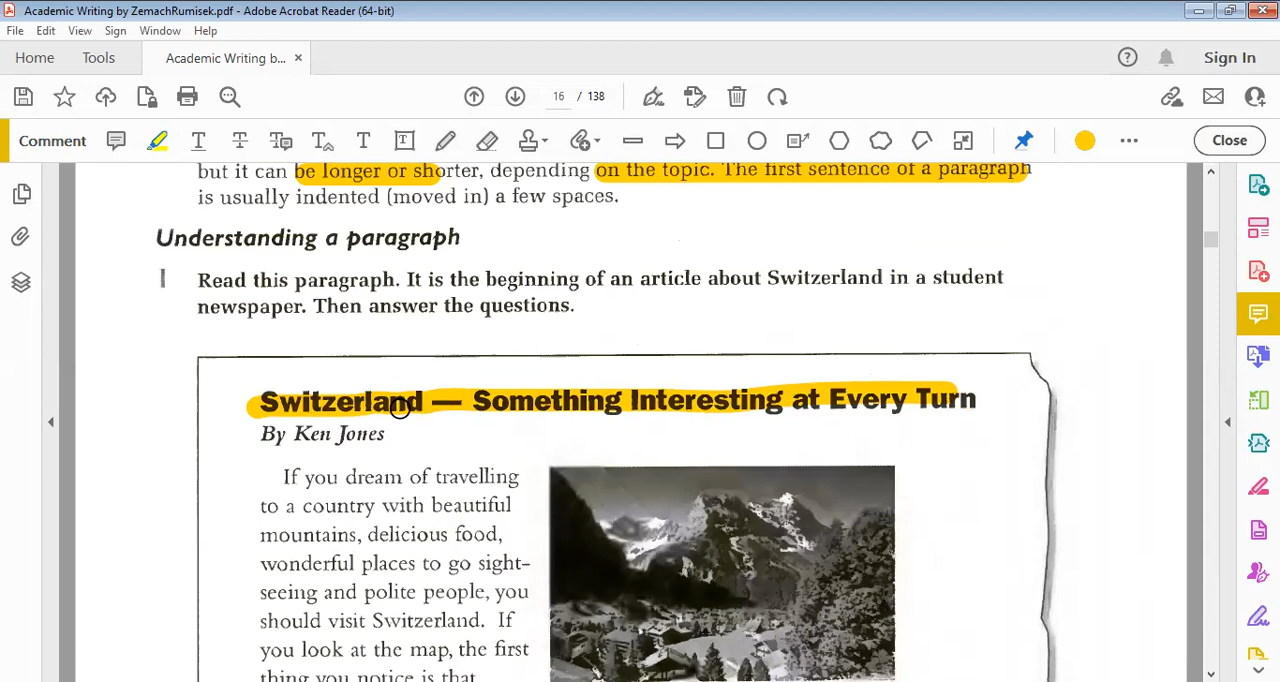 Academic Writing by ZemachRumisek.pdf - Adobe Acrobat Reader (64-bit)
File Edit View Sign Window Help
Home Tools Academic Writing b... × Sign In
16 / 138
Comment Close
but it can be longer or shorter, depending on the topic. The first sentence of a paragraph
is usually indented (moved in) a few spaces.
Understanding a paragraph
1 Read this paragraph. It is the beginning of an article about Switzerland in a student
newspaper. Then answer the questions.
Switzerland — Something Interesting at Every Turn
By Ken Jones
If you dream of travelling
to a country with beautiful
mountains, delicious food,
wonderful places to go sight-
seeing and polite people, you
should visit Switzerland. If
you look at the map, the first
thing you notice is that